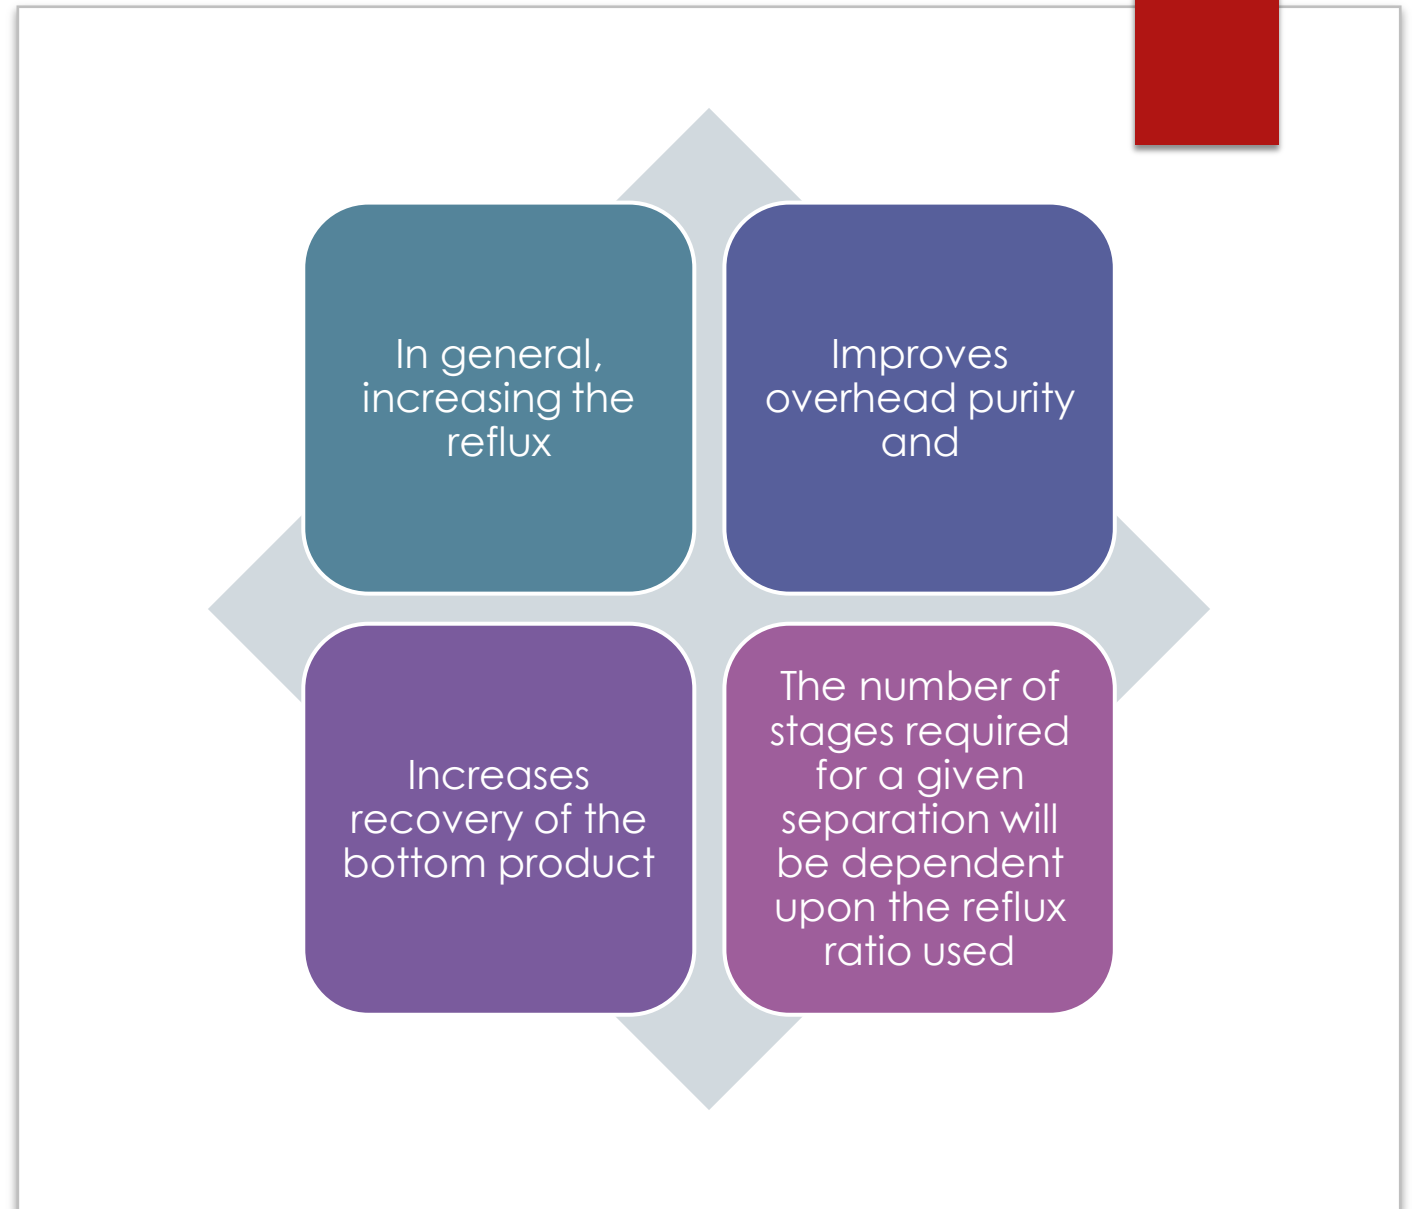 In general,
increasing the
reflux
Improves
overhead purity
and
Increases
recovery of the
bottom product
The number of
stages required
for a given
separation will
be dependent
upon the reflux
ratio used